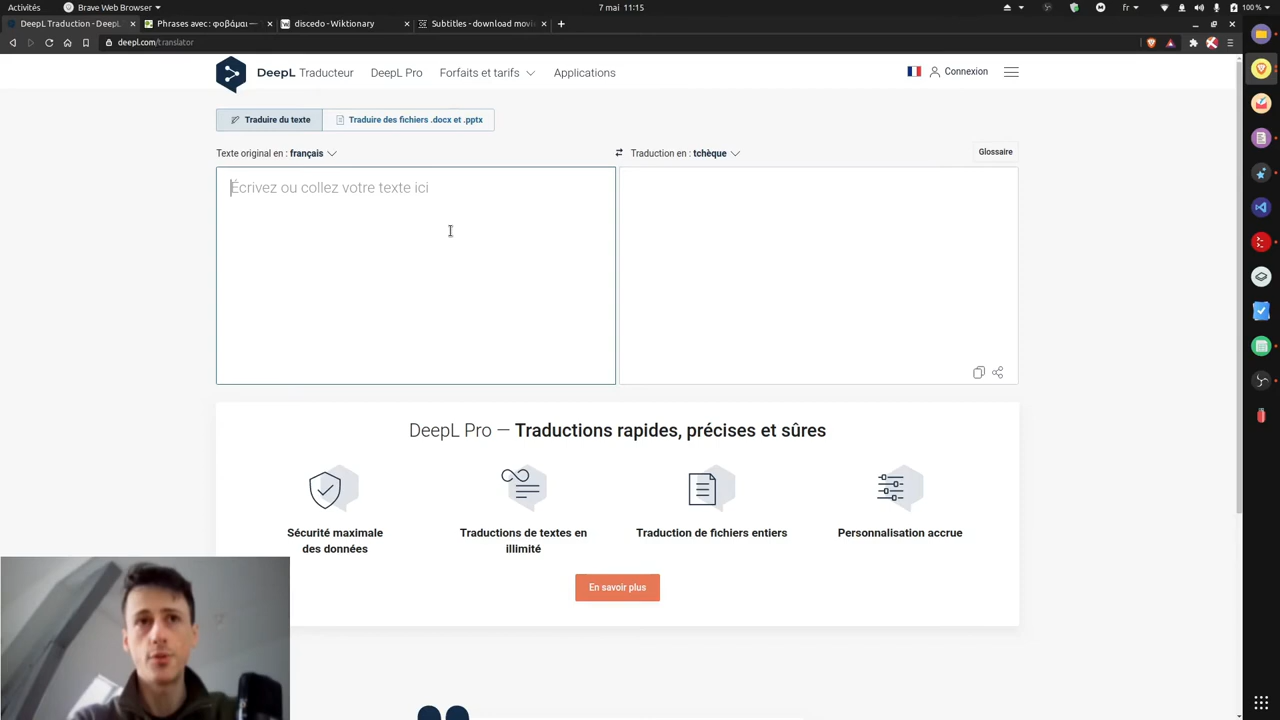 Activités
Brave Web Browser
7 mai 11:15
fr
DeepL Traduction - DeepL
Phrases avec: φοβάμαι —
discedo - Wiktionary
Subtitles - download movi
deepl.com/translator
DeepL Traducteur
DeepL Pro
Forfaits et tarifs
Applications
Connexion
Traduire du texte
Traduire des fichiers .docx et .pptx
Texte original en : français
Traduction en : tchèque
Glossaire
Écrivez ou collez votre texte ici
DeepL Pro — Traductions rapides, précises et sûres
Sécurité maximale
des données
Traductions de textes en
illimité
Traduction de fichiers entiers
Personnalisation accrue
En savoir plus